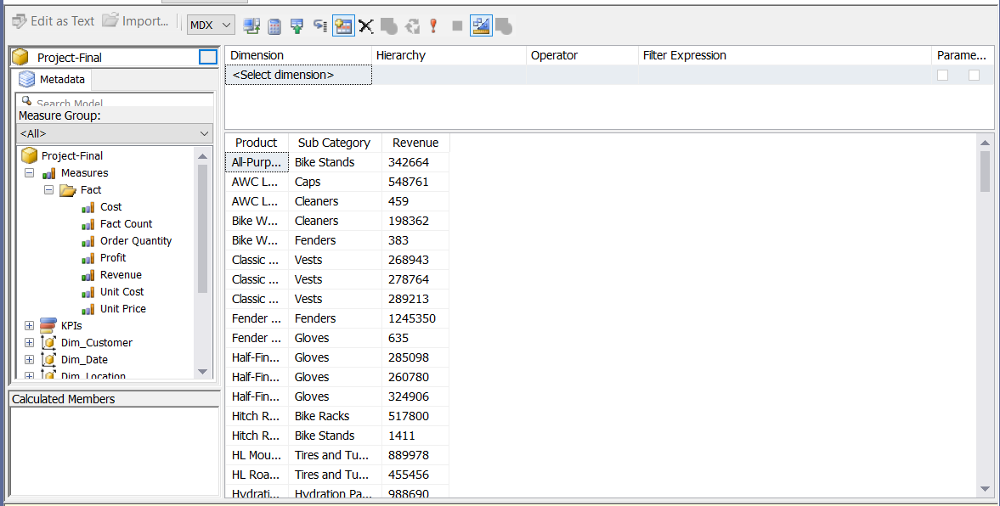 Edit as Text Import... MDX
Project-Final
Metadata
Search Model
Measure Group:
<All>
Project-Final
Measures
Fact
Cost
Fact Count
Order Quantity
Profit
Revenue
Unit Cost
Unit Price
KPIs
Dim_Customer
Dim_Date
Dim_Location
Calculated Members
Dimension Hierarchy Operator Filter Expression Parame...
<Select dimension>
Product Sub Category Revenue
All-Purp... Bike Stands 342664
AWC L... Caps 548761
AWC L... Cleaners 459
Bike W... Cleaners 198362
Bike W... Fenders 383
Classic ... Vests 268943
Classic ... Vests 278764
Classic ... Vests 289213
Fender ... Fenders 1245350
Fender ... Gloves 635
Half-Fin... Gloves 285098
Half-Fin... Gloves 260780
Half-Fin... Gloves 324906
Hitch R... Bike Racks 517800
Hitch R... Bike Stands 1411
HL Mou... Tires and Tu... 889978
HL Roa... Tires and Tu... 455456
Hydrati... Hydration Pa... 988690